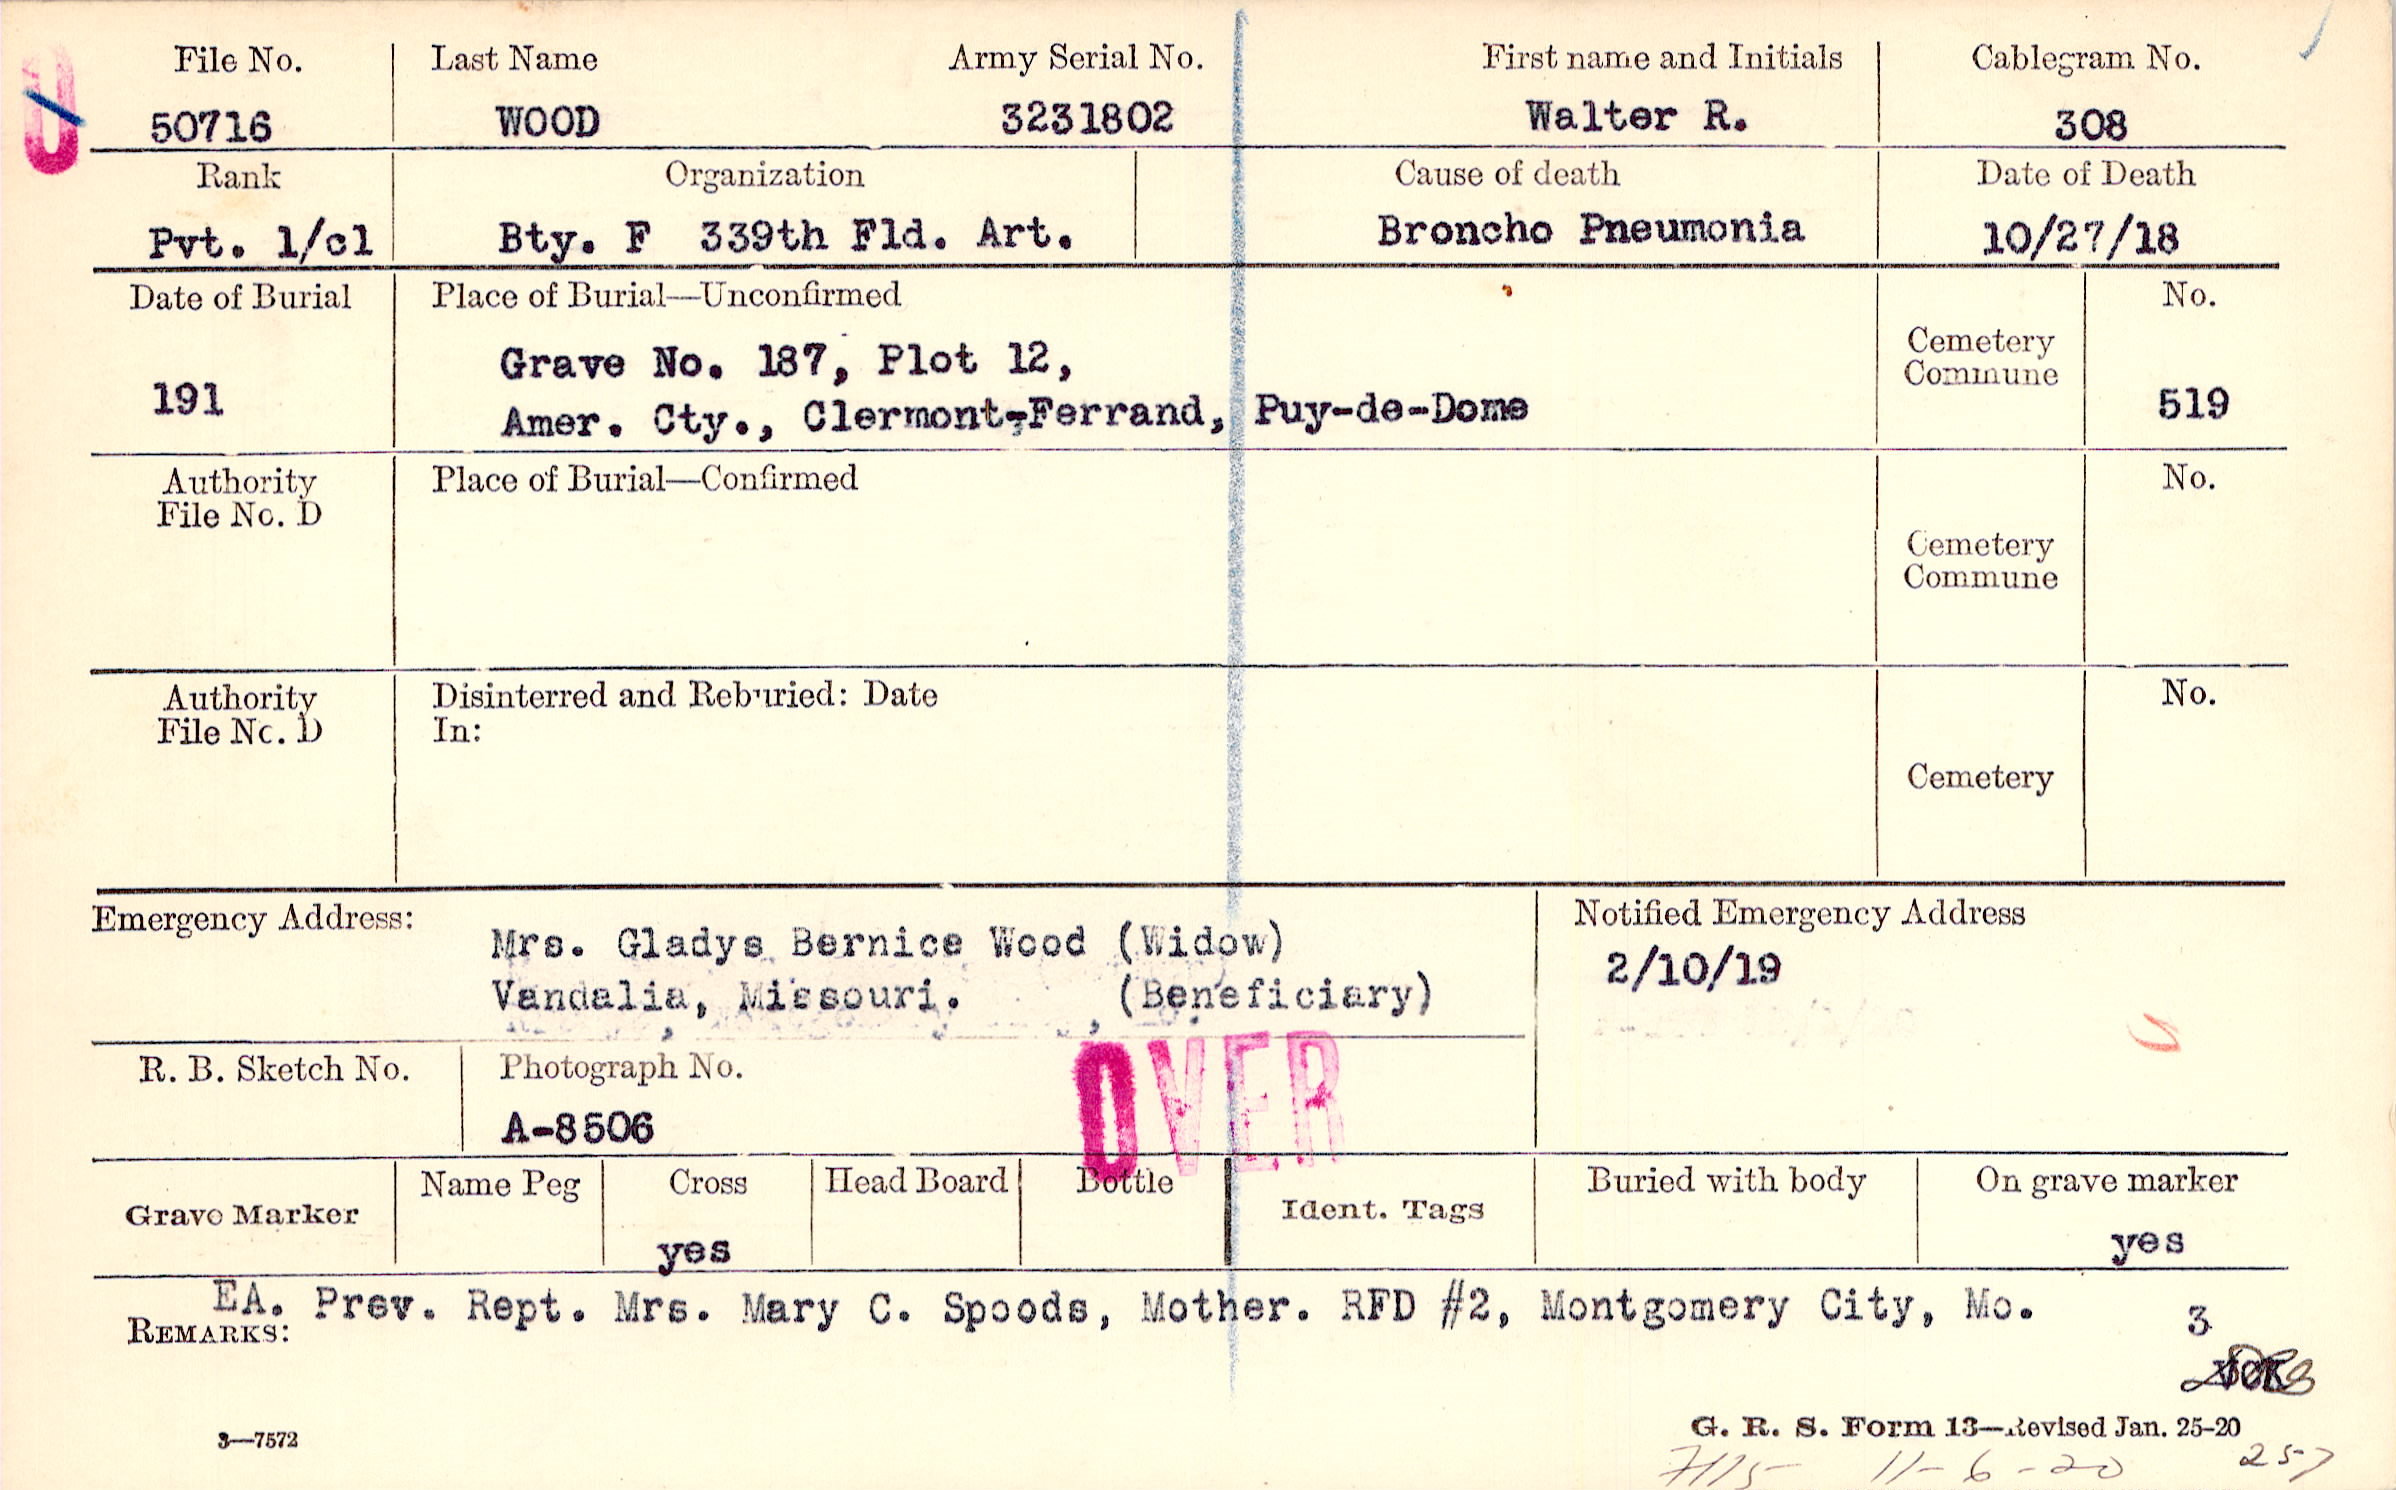 File No. Last Name Army Serial No. First name and Initials Cablegram No.
50716 WOOD 3231802 Walter R. 308
Rank Organization Cause of death Date of Death
Pvt. 1/cl Bty. F 339th Fld. Art. Broncho Pneumonia 10/27/18
Date of Burial Place of Burial—Unconfirmed No.
191 Grave No. 187, Plot 12, Cemetery
Commune
Amer. Cty., Clermont-Ferrand, Puy-de-Dome 519
Authority Place of Burial—Confirmed No.
File No. D
Cemetery
Commune
Authority Disinterred and Reburied: Date No.
File No. D In:
Cemetery
Emergency Address: Notified Emergency Address
Mrs. Gladys Bernice Wood (Widow) 2/10/19
Vandalia, Missouri. (Beneficiary)
OVER
R. B. Sketch No. Photograph No.
A-8506
Grave Marker Name Peg Cross Head Board Bottle Ident. Tags Buried with body On grave marker
yes yes
EA. Prev. Rept. Mrs. Mary C. Spoods, Mother. RFD #2, Montgomery City, Mo. 3
REMARKS:
3—7572 G. R. S. Form 13—Revised Jan. 25-20
7115 11-6-20 257